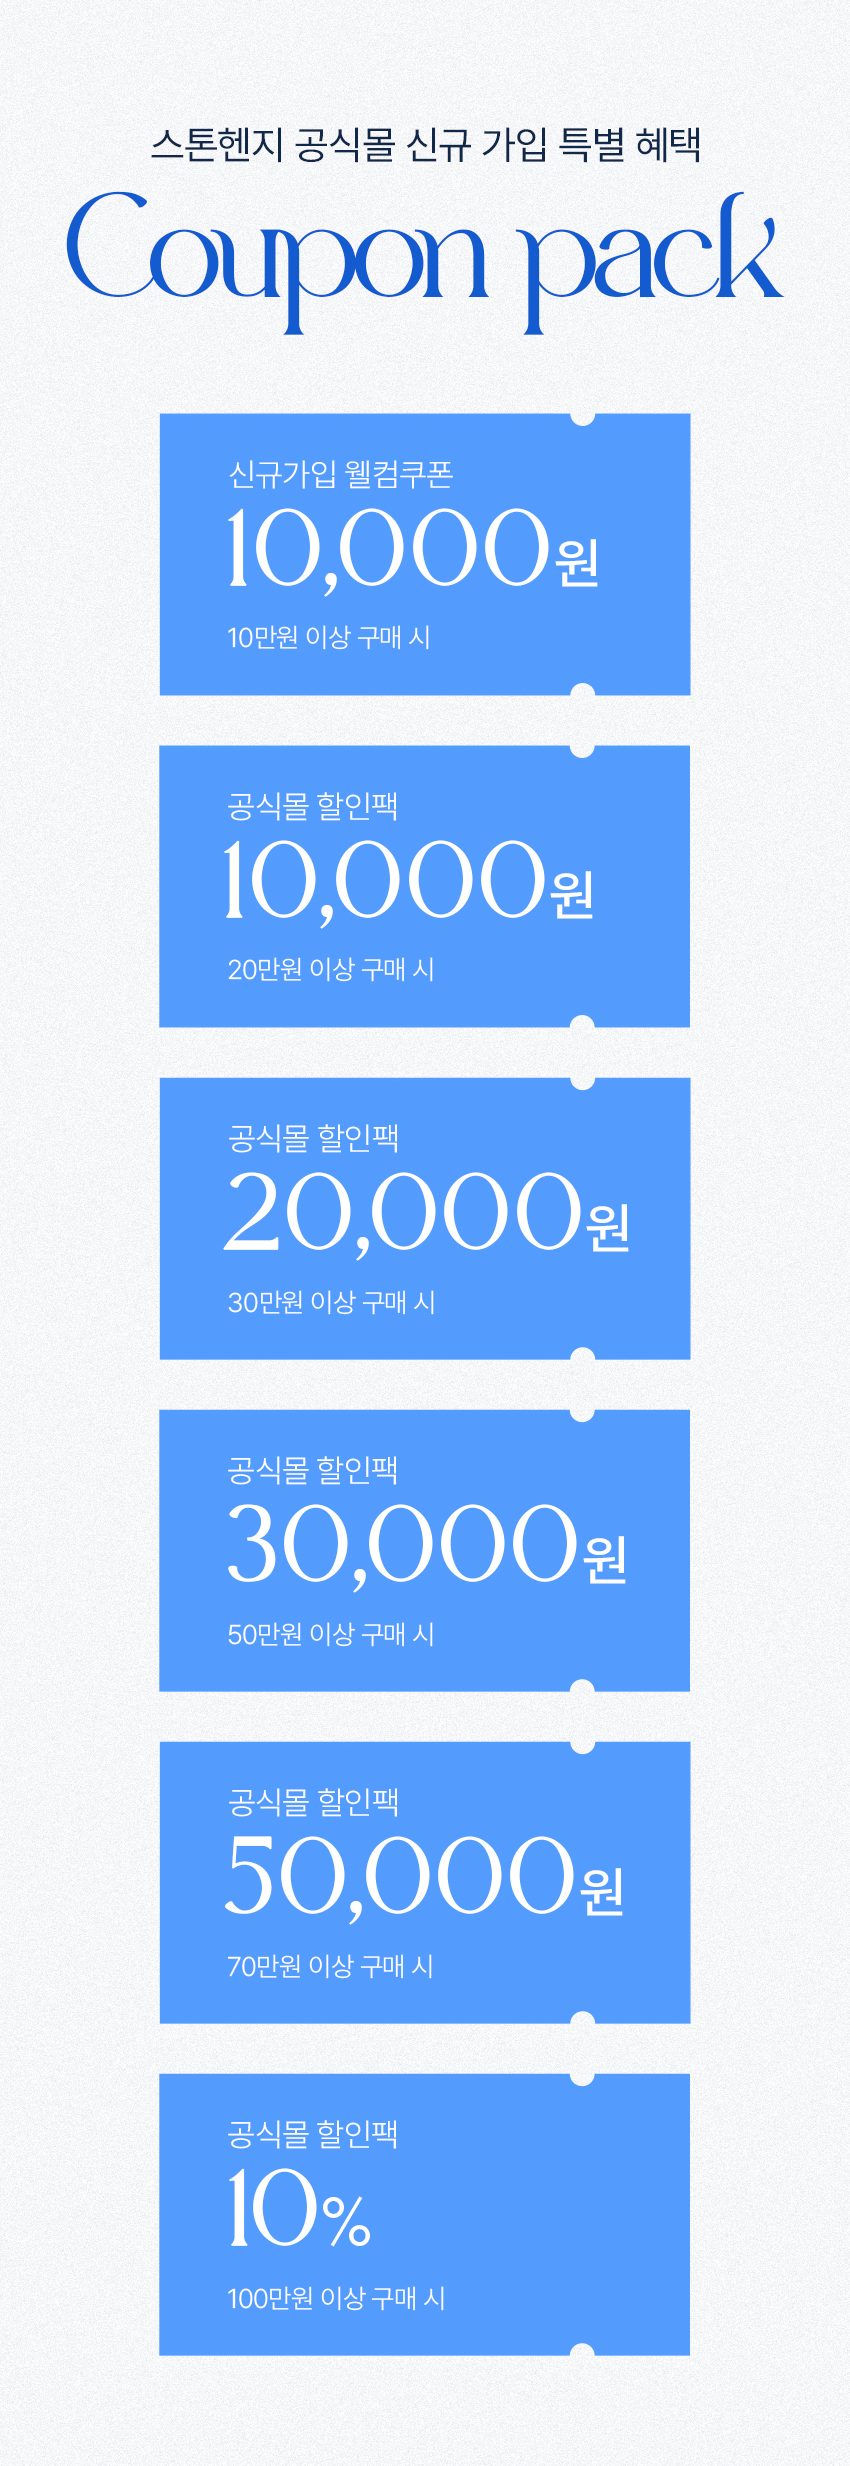 스톤헨지 공식몰 신규 가입 특별 혜택
Coupon pack
신규가입 웰컴쿠폰
10,000원
10만원 이상 구매 시
공식몰 할인팩
10,000원
20만원 이상 구매 시
공식몰 할인팩
20,000원
30만원 이상 구매 시
공식몰 할인팩
30,000원
50만원 이상 구매 시
공식몰 할인팩
50,000원
70만원 이상 구매 시
공식몰 할인팩
10%
100만원 이상 구매 시